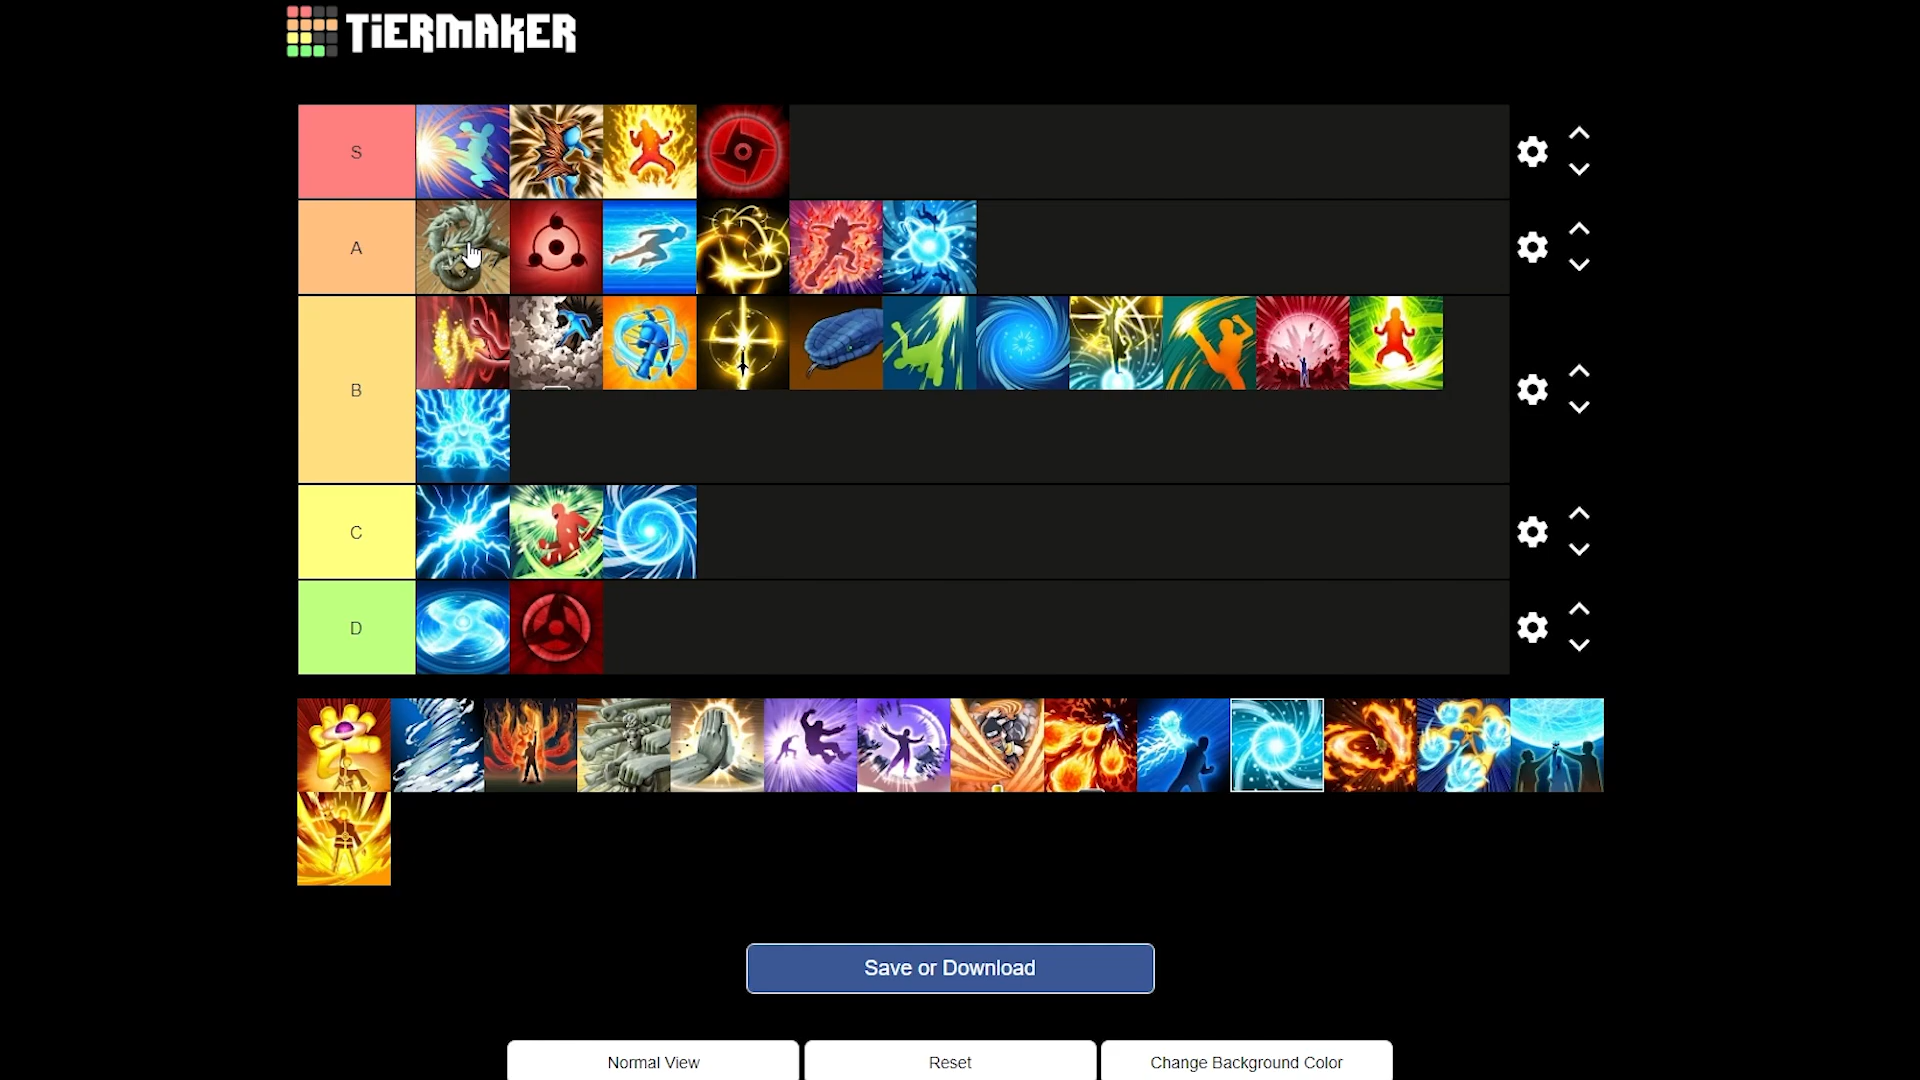 TiERMAKER
S
A
B
C
D
Save or Download
Normal View
Reset
Change Background Color